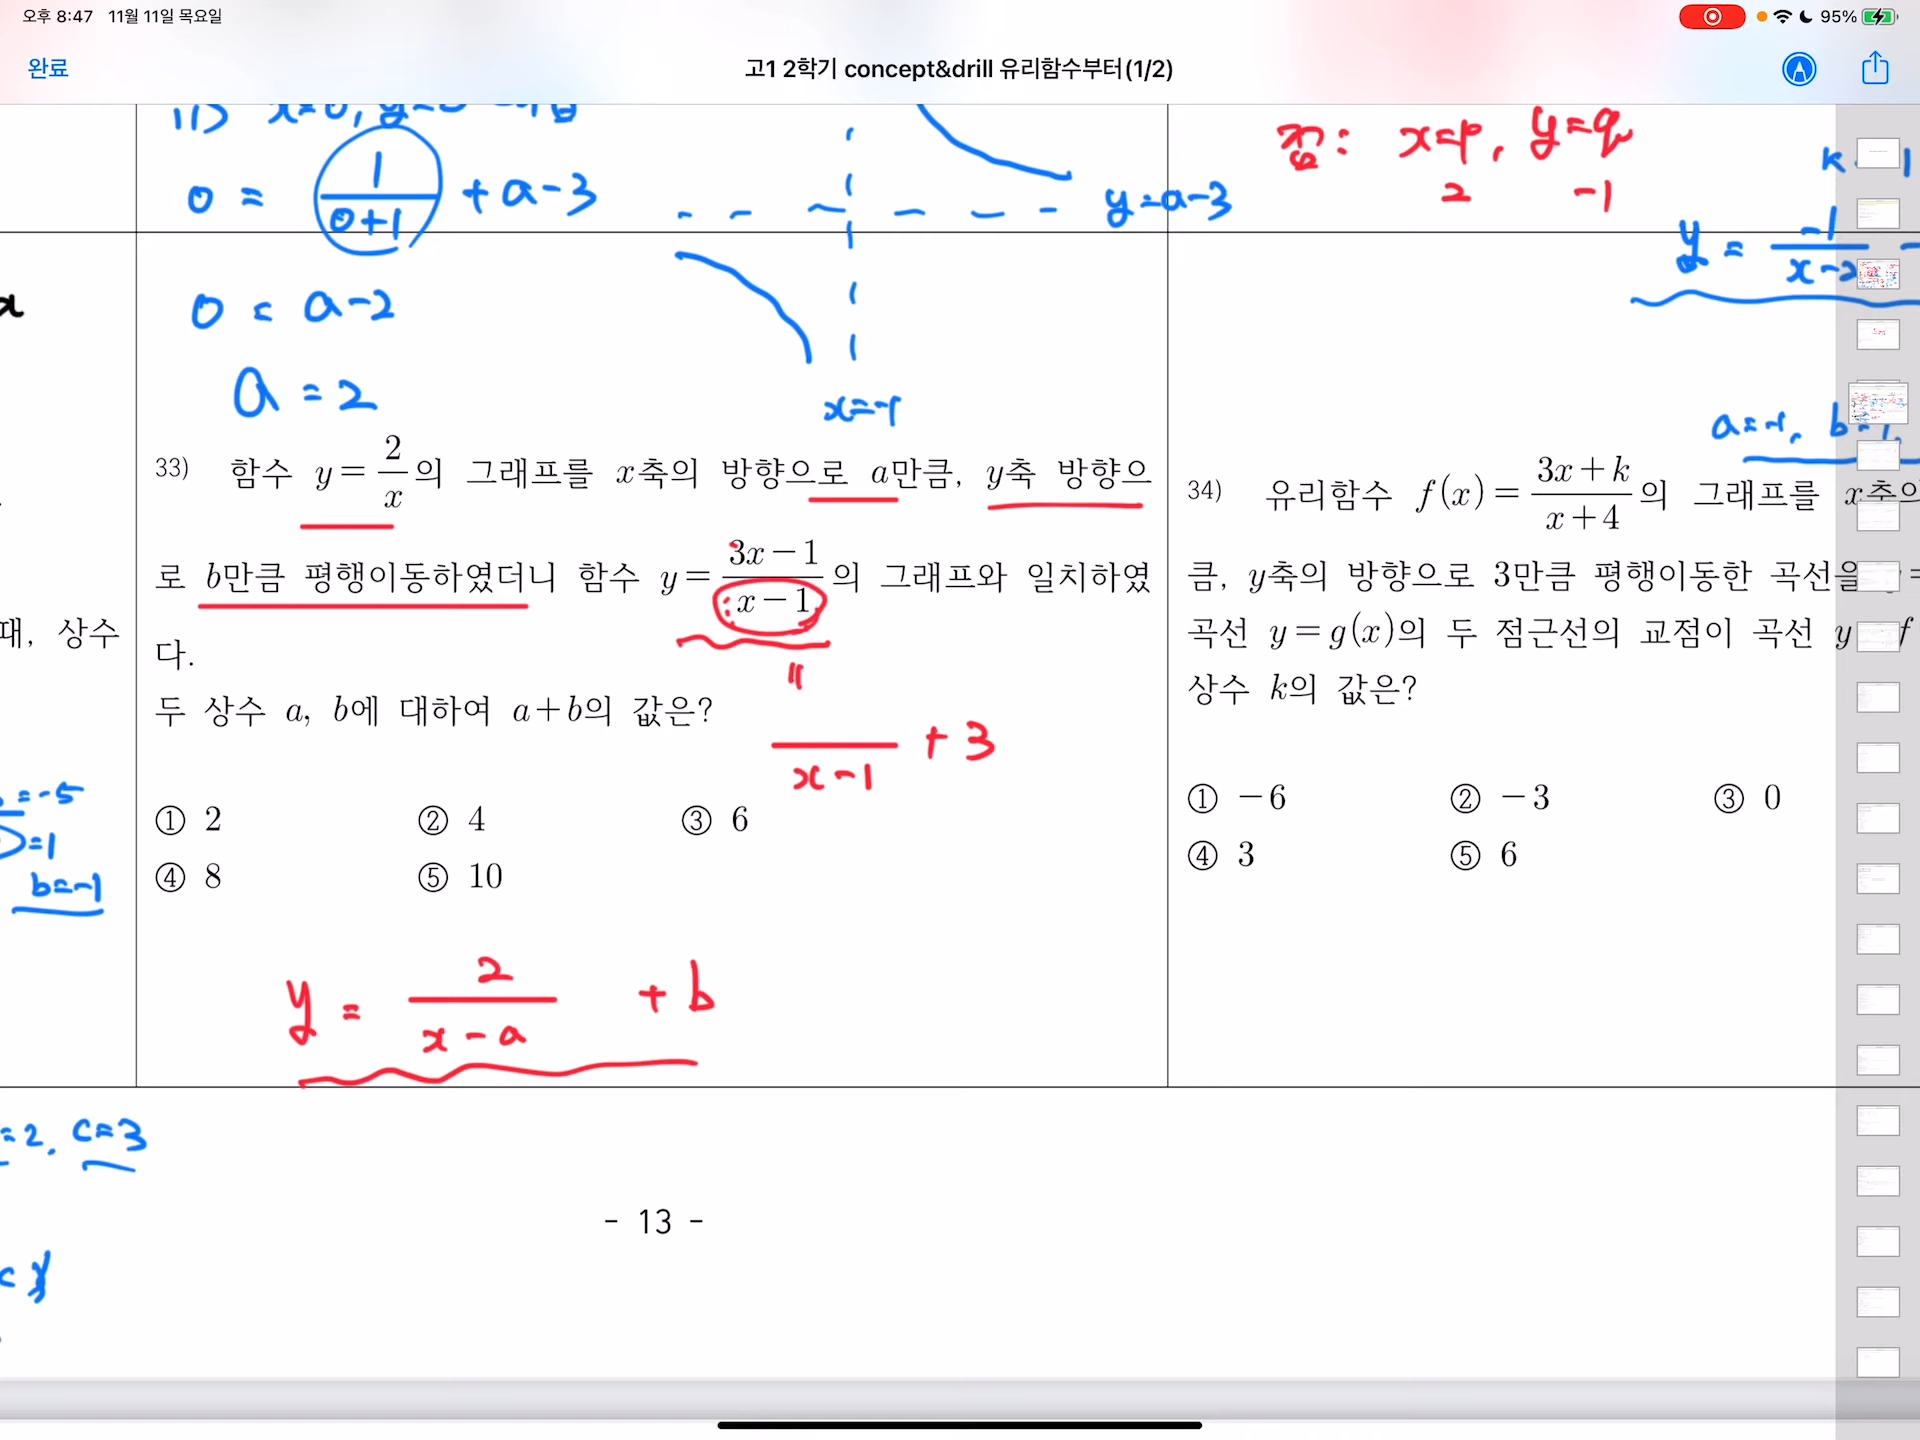 오후 8:47 11월 11일 목요일
95%
완료
고1 2학기 concept&drill 유리함수부터(1/2)
0 = 1/(0+1) + a-3
0 = a-2
a = 2
y=a-3
x=-1
점: x=p, y=q
2 -1
a=-1, b=1,
33) 함수 y = 2/x 의 그래프를 x축의 방향으로 a만큼, y축 방향으
로 b만큼 평행이동하였더니 함수 y = (3x-1)/(x-1) 의 그래프와 일치하였
다.
두 상수 a, b에 대하여 a+b의 값은?
x-1 + 3
① 2 ② 4 ③ 6
④ 8 ⑤ 10
y = 2/(x-a) + b
34) 유리함수 f(x) = (3x+k)/(x+4) 의 그래프를 x축의
큼, y축의 방향으로 3만큼 평행이동한 곡선을
곡선 y=g(x)의 두 점근선의 교점이 곡선 y
상수 k의 값은?
① -6 ② -3 ③ 0
④ 3 ⑤ 6
때, 상수
=-5
=1
b=-1
=2, c=3
- 13 -